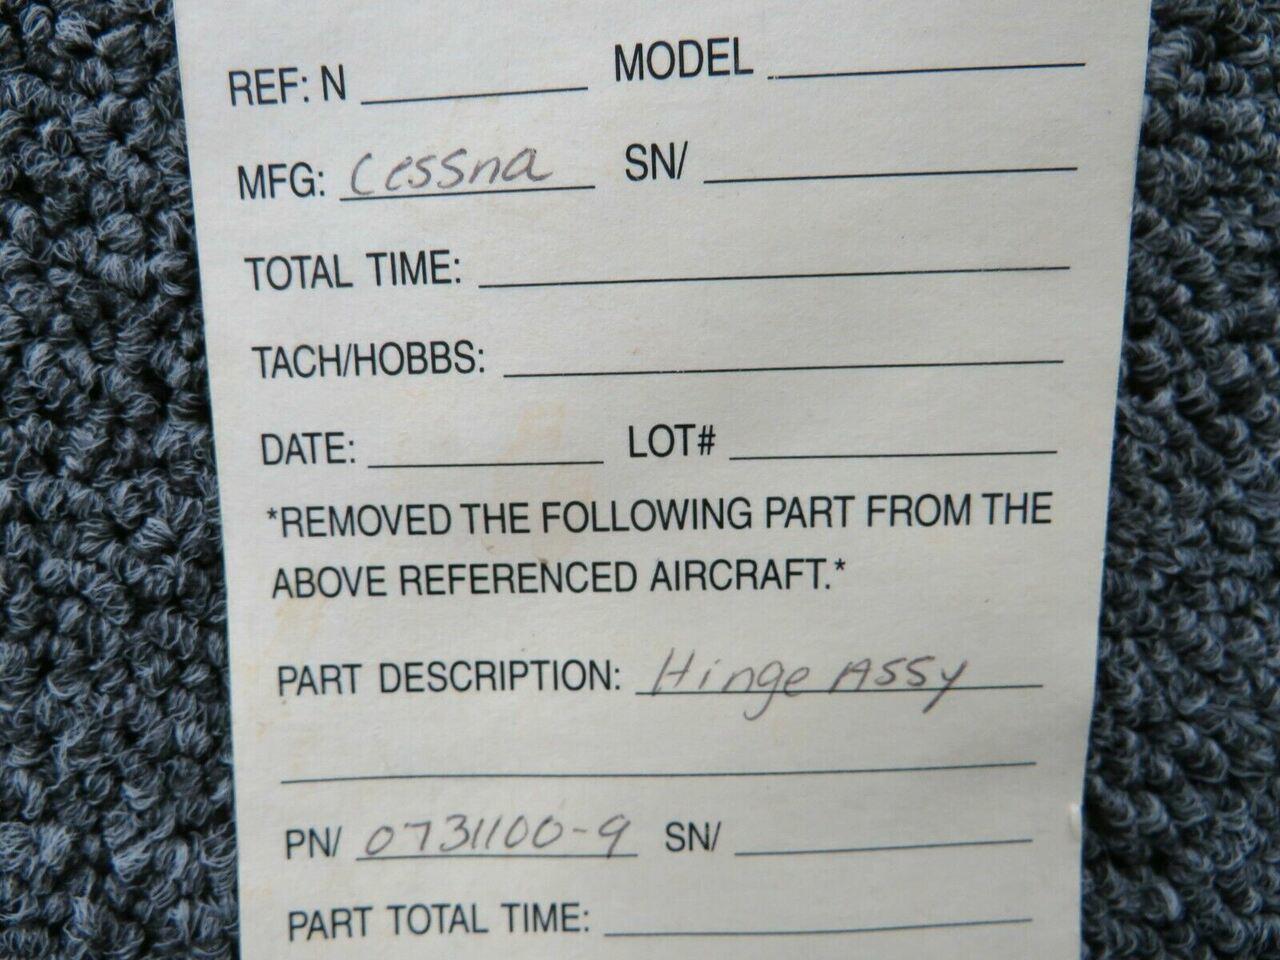 REF: N MODEL
MFG: Cessna SN/
TOTAL TIME:
TACH/HOBBS:
DATE: LOT#
*REMOVED THE FOLLOWING PART FROM THE
ABOVE REFERENCED AIRCRAFT.*
PART DESCRIPTION: Hinge ASSy
PN/ 0731100-9 SN/
PART TOTAL TIME: